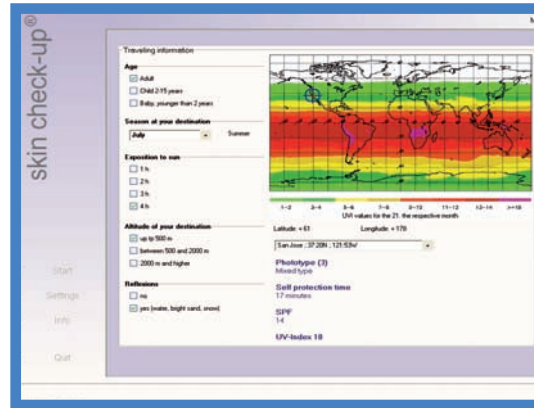 skin check-up®
Traveling information
Age
Adult
Child 2-15 years
Baby, younger than 2 years
Season at your destination
July
Summer
Exposition to sun
1 h
2 h
3 h
4 h
Altitude of your destination
up to 500 m
between 500 and 2000 m
2000 m and higher
Reflexions
no
yes (water, bright sand, snow)
1-2 3-4 5-6 7-8 9-10 11-12 13-14 >=15
UVI values for the 21. the respective month
Latitude: +61 Longitude: +178
San Jose ; 37:20N ; 121:53W
Phototype (3)
Mixed type
Self protection time
17 minutes
SPF
14
UV-Index 10
Start
Settings
Info
Quit